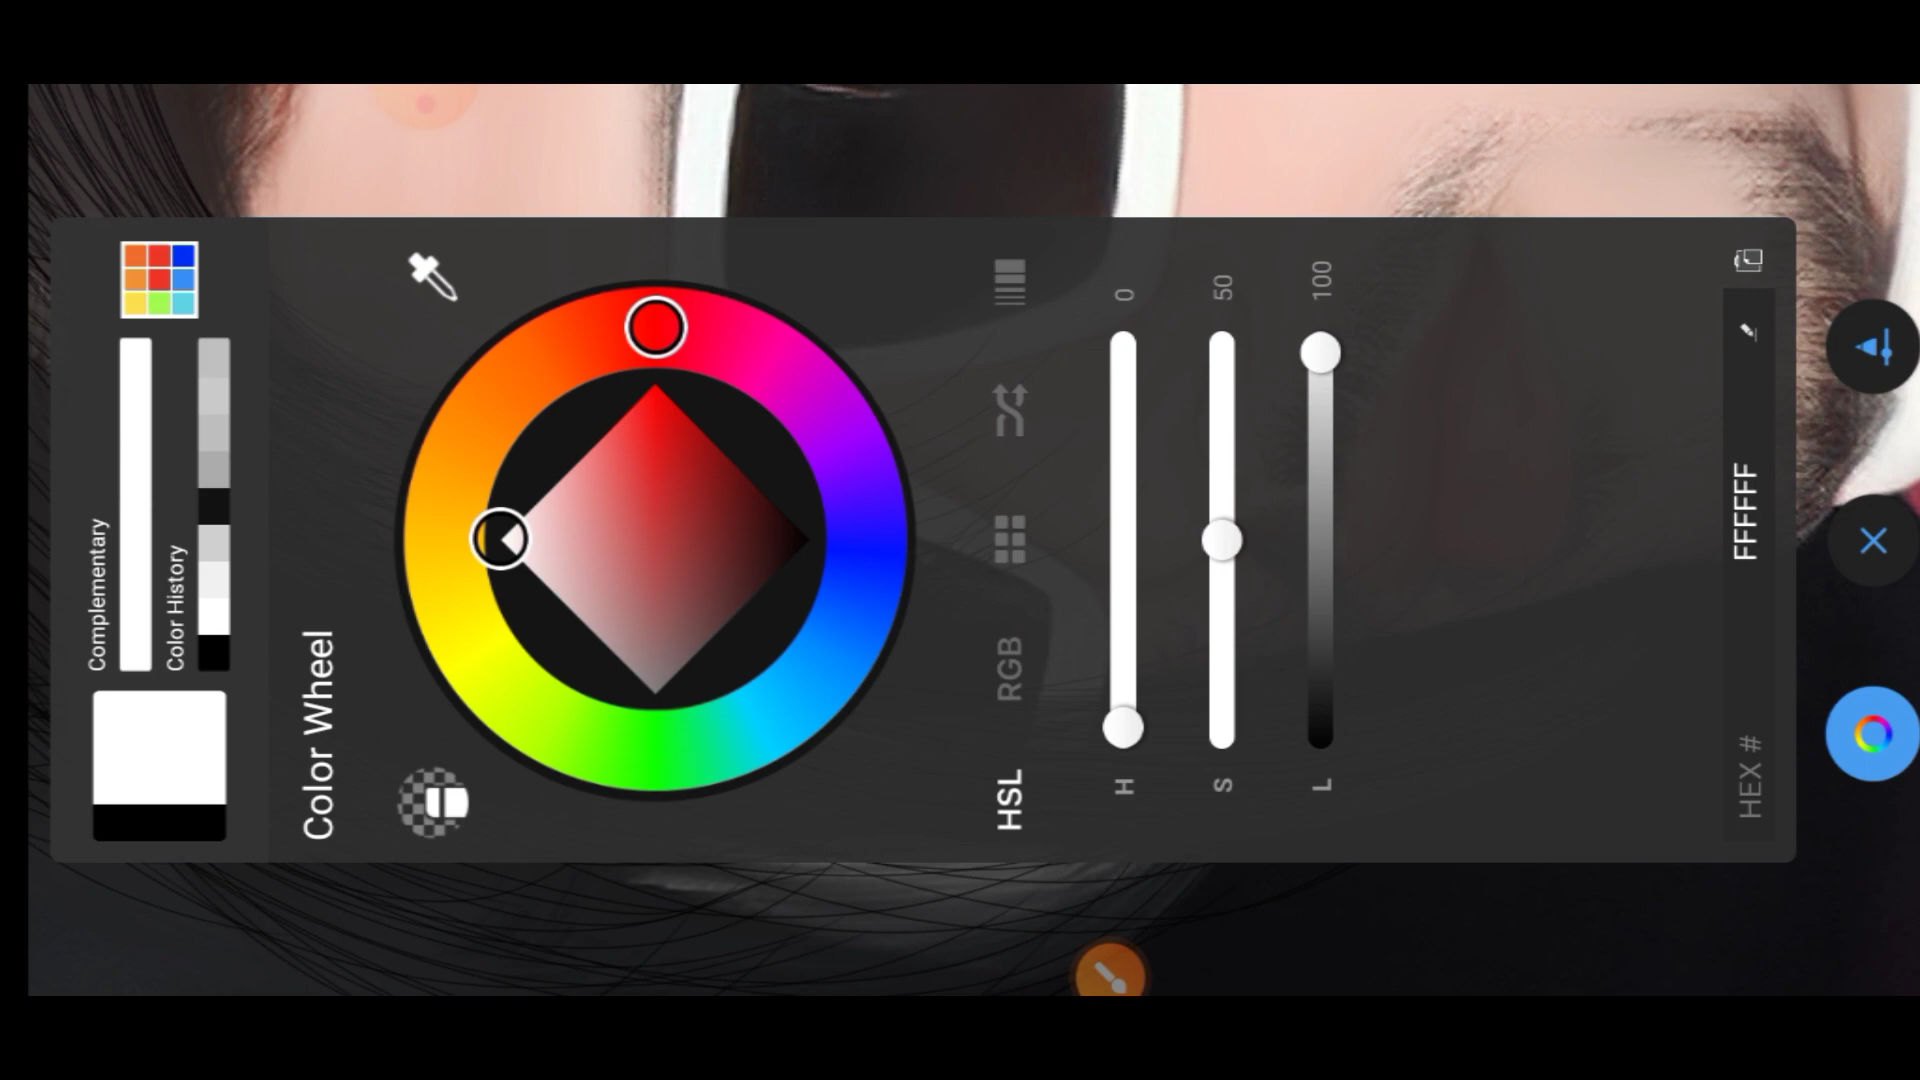 Complementary
Color History
Color Wheel
HSL
RGB
H
0
S
50
L
100
HEX #
FFFFFF